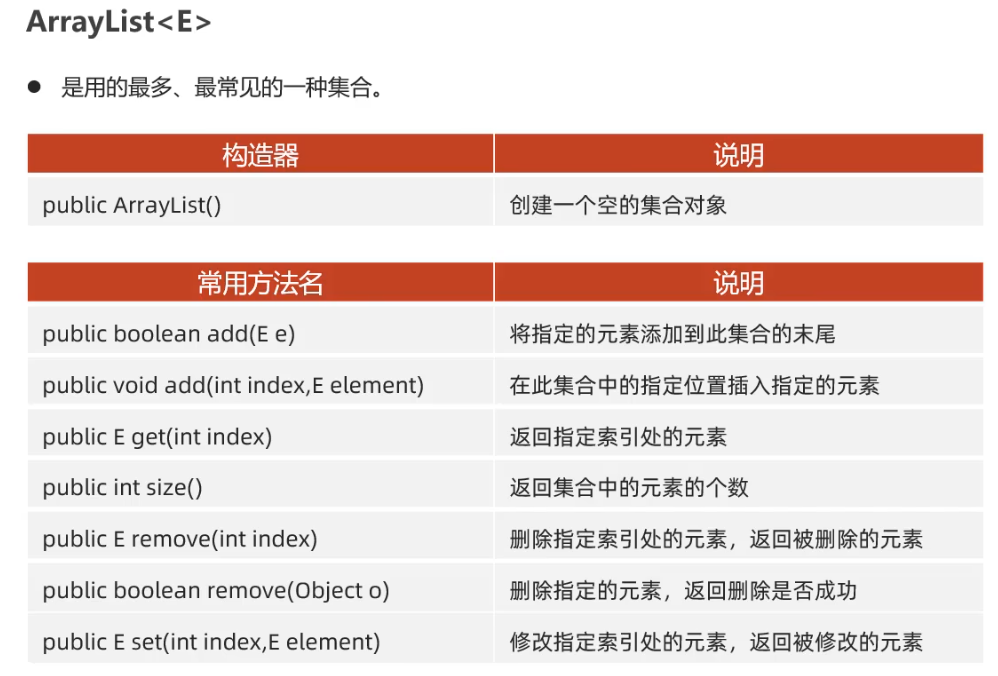 ArrayList<E>
● 是用的最多、最常见的一种集合。
构造器 说明
public ArrayList() 创建一个空的集合对象
常用方法名 说明
public boolean add(E e) 将指定的元素添加到此集合的末尾
public void add(int index,E element) 在此集合中的指定位置插入指定的元素
public E get(int index) 返回指定索引处的元素
public int size() 返回集合中的元素的个数
public E remove(int index) 删除指定索引处的元素，返回被删除的元素
public boolean remove(Object o) 删除指定的元素，返回删除是否成功
public E set(int index,E element) 修改指定索引处的元素，返回被修改的元素